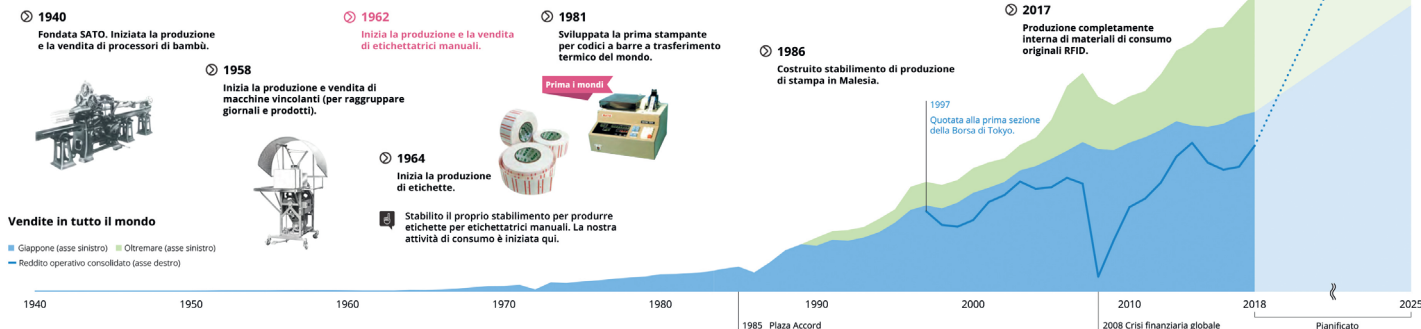 1940
Fondata SATO. Iniziata la produzione
e la vendita di processori di bambù.
1958
Inizia la produzione e vendita di
macchine vincolanti (per raggruppare
giornali e prodotti).
1962
Inizia la produzione e la vendita
di etichettatrici manuali.
1964
Inizia la produzione
di etichette.
Stabilito il proprio stabilimento per produrre
etichette per etichettatrici manuali. La nostra
attività di consumo è iniziata qui.
1981
Sviluppata la prima stampante
per codici a barre a trasferimento
termico del mondo.
Prima i mondi
1986
Costruito stabilimento di produzione
di stampa in Malesia.
1997
Quotata alla prima sezione
della Borsa di Tokyo.
2017
Produzione completamente
interna di materiali di consumo
originali RFID.
Vendite in tutto il mondo
Giappone (asse sinistro)
Oltremare (asse sinistro)
Reddito operativo consolidato (asse destro)
1940
1950
1960
1970
1980
1990
2000
2010
2018
2025
1985 Plaza Accord
2008 Crisi finanziaria globale
Pianificato